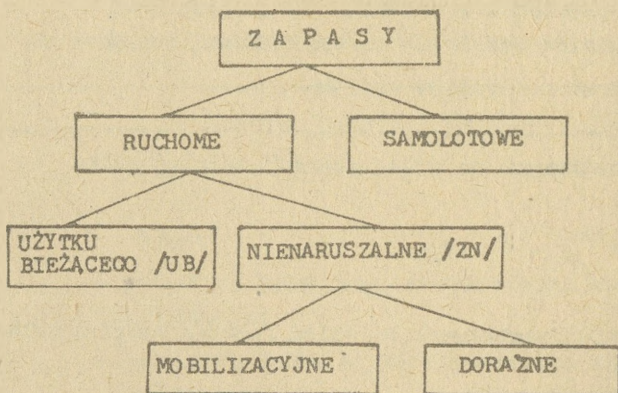 ZAPASY
RUCHOME
SAMOLOTOWE
UŻYTKU
BIEŻĄCEGO /UB/
NIENARUSZALNE /ZN/
MOBILIZACYJNE
DORAŹNE